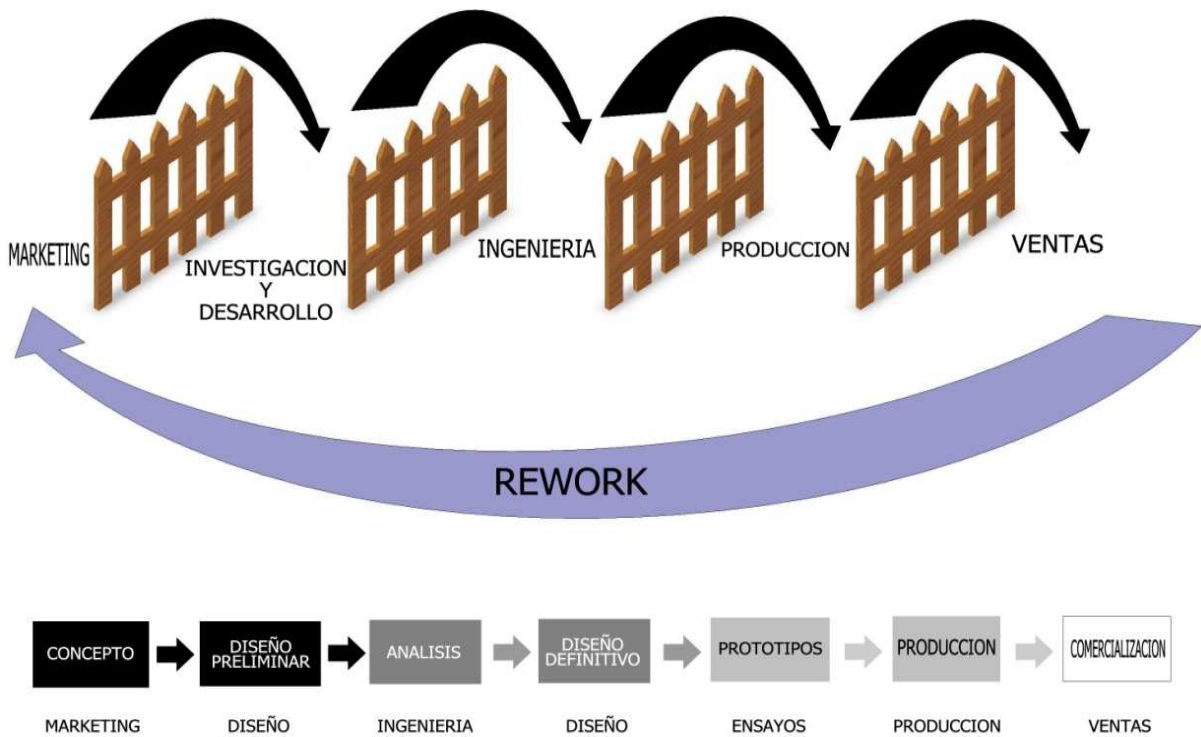 MARKETING
INVESTIGACION
Y
DESARROLLO
INGENIERIA
PRODUCCION
VENTAS
REWORK
CONCEPTO
DISEÑO
PRELIMINAR
ANALISIS
DISEÑO
DEFINITIVO
PROTOTIPOS
PRODUCCION
COMERCIALIZACION
MARKETING
DISEÑO
INGENIERIA
DISEÑO
ENSAYOS
PRODUCCION
VENTAS